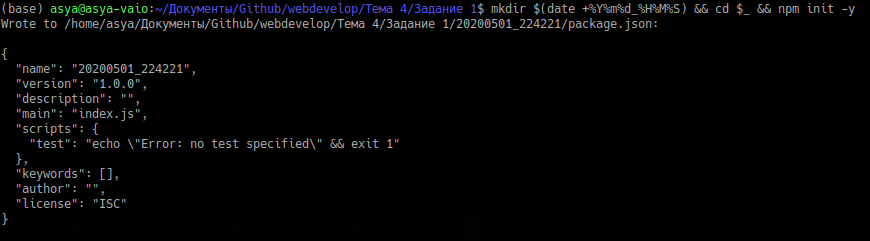 (base) asya@asya-vaio:~/Документы/Github/webdevelop/Тема 4/Задание 1$ mkdir $(date +%Y%m%d_%H%M%S) && cd $_ && npm init -y
Wrote to /home/asya/Документы/Github/webdevelop/Тема 4/Задание 1/20200501_224221/package.json:
{
  "name": "20200501_224221",
  "version": "1.0.0",
  "description": "",
  "main": "index.js",
  "scripts": {
    "test": "echo \"Error: no test specified\" && exit 1"
  },
  "keywords": [],
  "author": "",
  "license": "ISC"
}